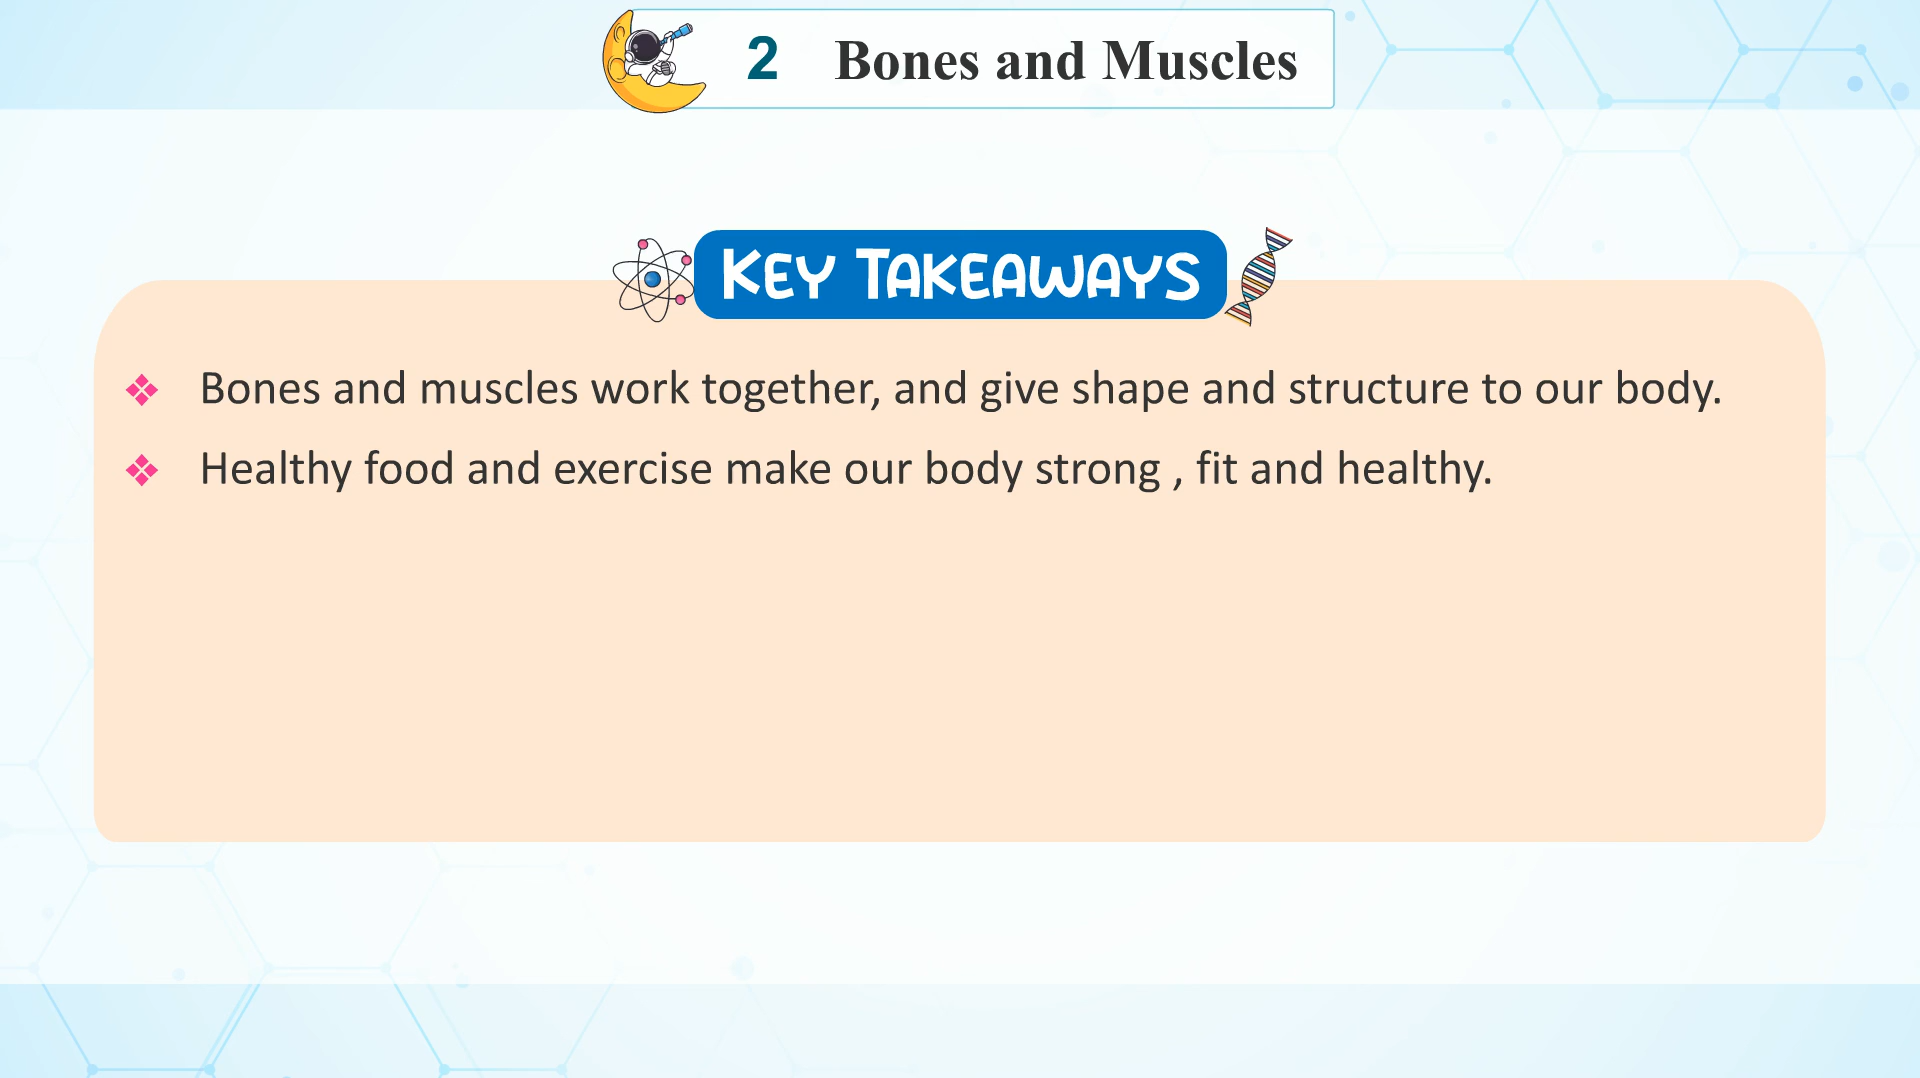 2 Bones and Muscles
KEY TAKEAWAYS
❖ Bones and muscles work together, and give shape and structure to our body.
❖ Healthy food and exercise make our body strong , fit and healthy.